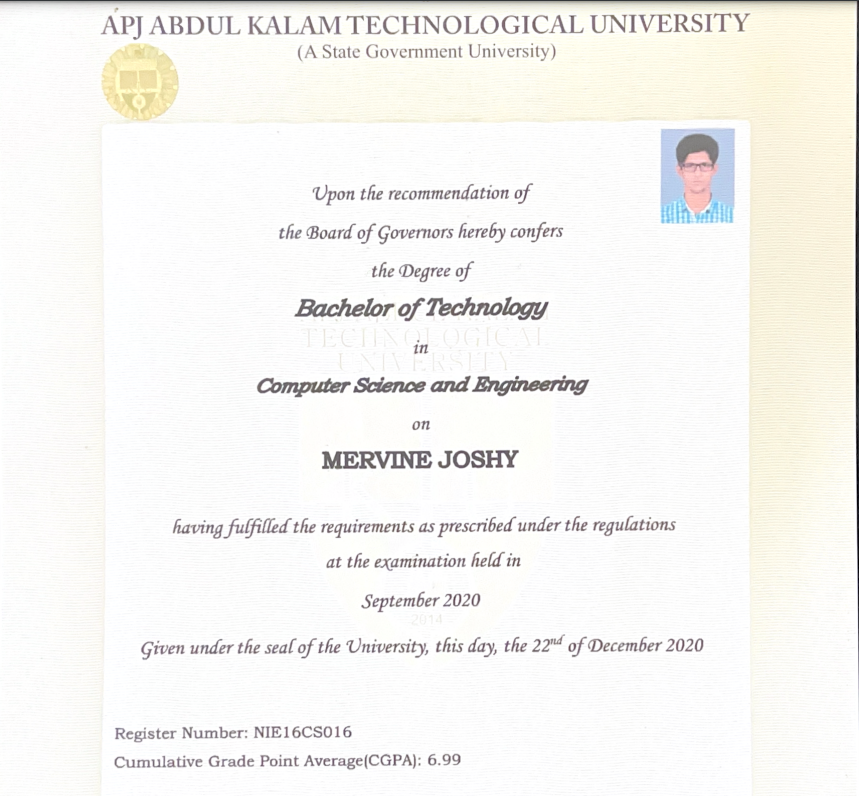 APJ ABDUL KALAM TECHNOLOGICAL UNIVERSITY
(A State Government University)
Upon the recommendation of
the Board of Governors hereby confers
the Degree of
Bachelor of Technology
TECHNOLOGICAL
in
UNIVERSITY
Computer Science and Engineering
on
MERVINE JOSHY
having fulfilled the requirements as prescribed under the regulations
at the examination held in
September 2020
2014
Given under the seal of the University, this day, the 22nd of December 2020
Register Number: NIE16CS016
Cumulative Grade Point Average(CGPA): 6.99